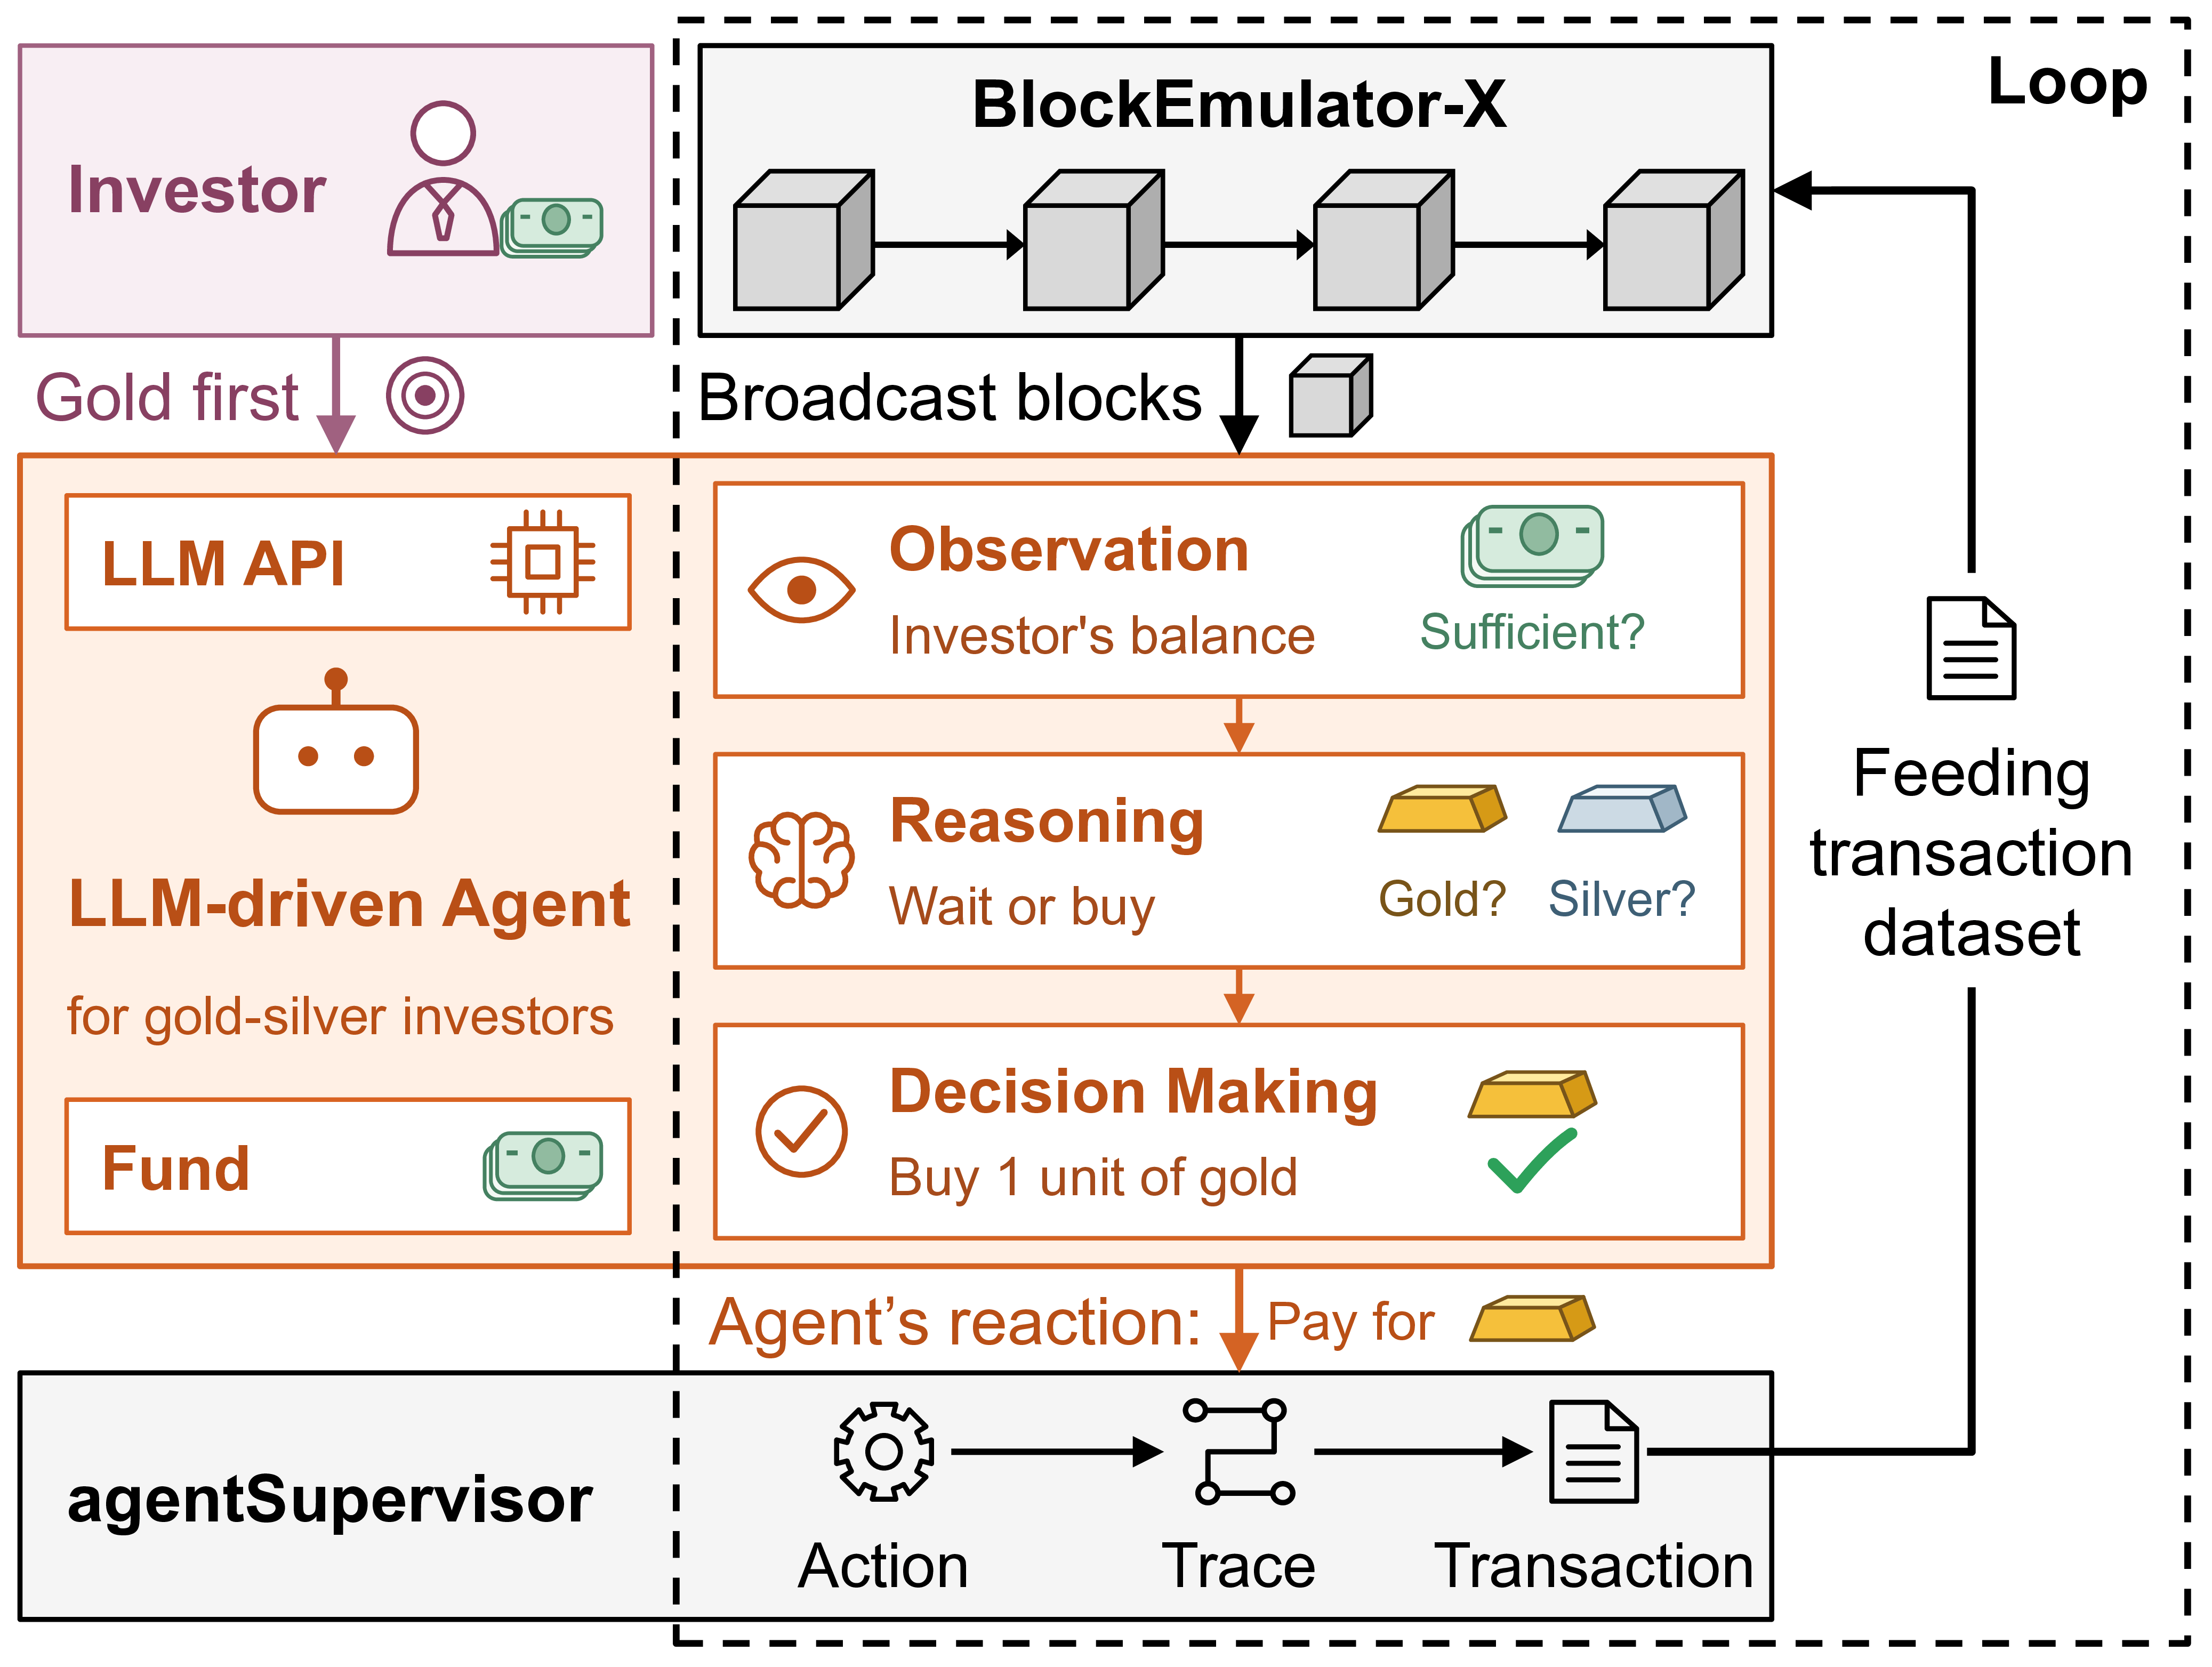 Investor
BlockEmulator-X
Loop
Gold first
Broadcast blocks
LLM API
LLM-driven Agent
for gold-silver investors
Fund
Observation
Investor's balance
Sufficient?
Reasoning
Wait or buy
Gold?
Silver?
Decision Making
Buy 1 unit of gold
Feeding
transaction
dataset
Agent’s reaction:
Pay for
agentSupervisor
Action
Trace
Transaction